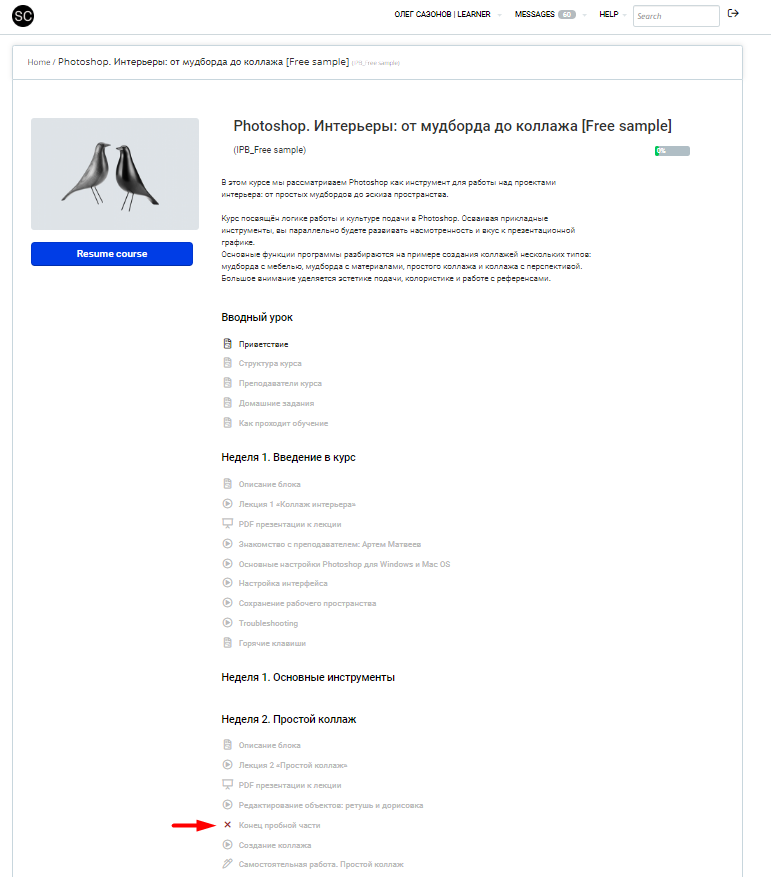 SC
ОЛЕГ САЗОНОВ | LEARNER
MESSAGES 60
HELP
Search
Home / Photoshop. Интерьеры: от мудборда до коллажа [Free sample] (IPB_Free sample)
Photoshop. Интерьеры: от мудборда до коллажа [Free sample]
(IPB_Free sample)
0%
В этом курсе мы рассматриваем Photoshop как инструмент для работы над проектами
интерьера: от простых мудбордов до эскиза пространства.
Курс посвящён логике работы и культуре подачи в Photoshop. Осваивая прикладные
инструменты, вы параллельно будете развивать насмотренность и вкус к презентационной
графике.
Основные функции программы разбираются на примере создания коллажей нескольких типов:
мудборда с мебелью, мудборда с материалами, простого коллажа и коллажа с перспективой.
Большое внимание уделяется эстетике подачи, колористике и работе с референсами.
Resume course
Вводный урок
Приветствие
Структура курса
Преподаватели курса
Домашние задания
Как проходит обучение
Неделя 1. Введение в курс
Описание блока
Лекция 1 «Коллаж интерьера»
PDF презентации к лекции
Знакомство с преподавателем: Артем Матвеев
Основные настройки Photoshop для Windows и Mac OS
Настройка интерфейса
Сохранение рабочего пространства
Troubleshooting
Горячие клавиши
Неделя 1. Основные инструменты
Неделя 2. Простой коллаж
Описание блока
Лекция 2 «Простой коллаж»
PDF презентации к лекции
Редактирование объектов: ретушь и дорисовка
Конец пробной части
Создание коллажа
Самостоятельная работа. Простой коллаж